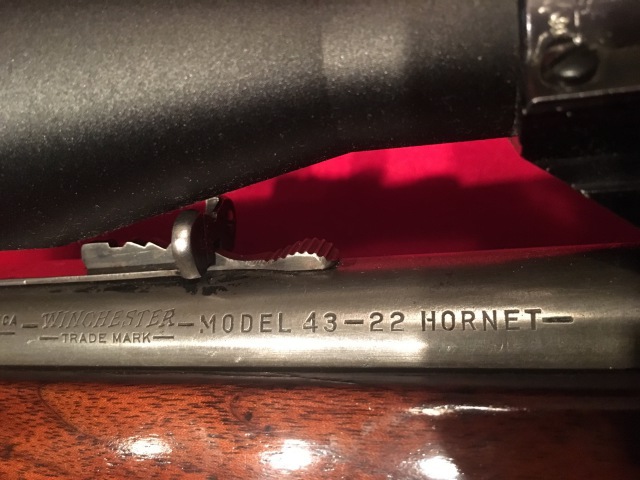 CA -WINCHESTER- MODEL 43-22 HORNET-
-TRADE MARK-